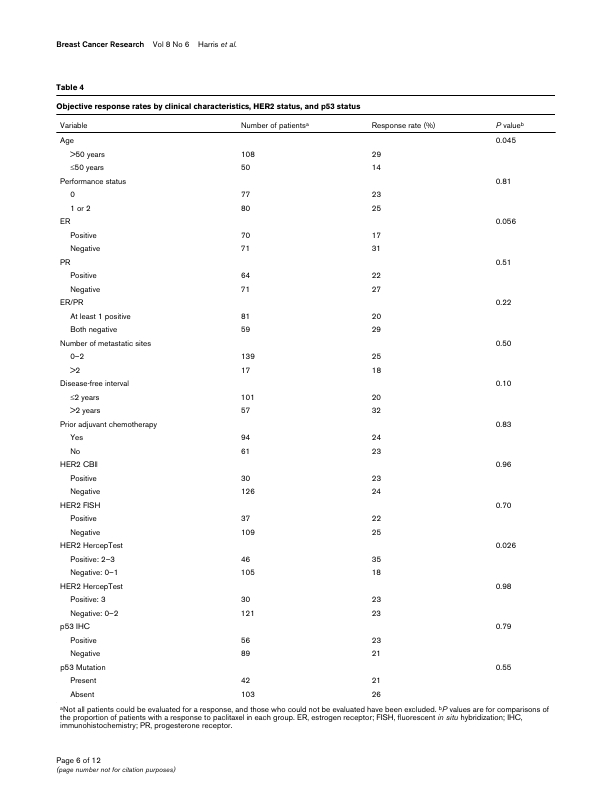 Breast Cancer Research Vol 8 No 6 Harris et al.
Table 4
Objective response rates by clinical characteristics, HER2 status, and p53 status
Variable Number of patientsᵃ Response rate (%) P valueᵇ
Age 0.045
>50 years 108 29
≤50 years 50 14
Performance status 0.81
0 77 23
1 or 2 80 25
ER 0.056
Positive 70 17
Negative 71 31
PR 0.51
Positive 64 22
Negative 71 27
ER/PR 0.22
At least 1 positive 81 20
Both negative 59 29
Number of metastatic sites 0.50
0–2 139 25
>2 17 18
Disease-free interval 0.10
≤2 years 101 20
>2 years 57 32
Prior adjuvant chemotherapy 0.83
Yes 94 24
No 61 23
HER2 CBII 0.96
Positive 30 23
Negative 126 24
HER2 FISH 0.70
Positive 37 22
Negative 109 25
HER2 HercepTest 0.026
Positive: 2–3 46 35
Negative: 0–1 105 18
HER2 HercepTest 0.98
Positive: 3 30 23
Negative: 0–2 121 23
p53 IHC 0.79
Positive 56 23
Negative 89 21
p53 Mutation 0.55
Present 42 21
Absent 103 26
ᵃNot all patients could be evaluated for a response, and those who could not be evaluated have been excluded. ᵇP values are for comparisons of
the proportion of patients with a response to paclitaxel in each group. ER, estrogen receptor; FISH, fluorescent in situ hybridization; IHC,
immunohistochemistry; PR, progesterone receptor.
Page 6 of 12
(page number not for citation purposes)